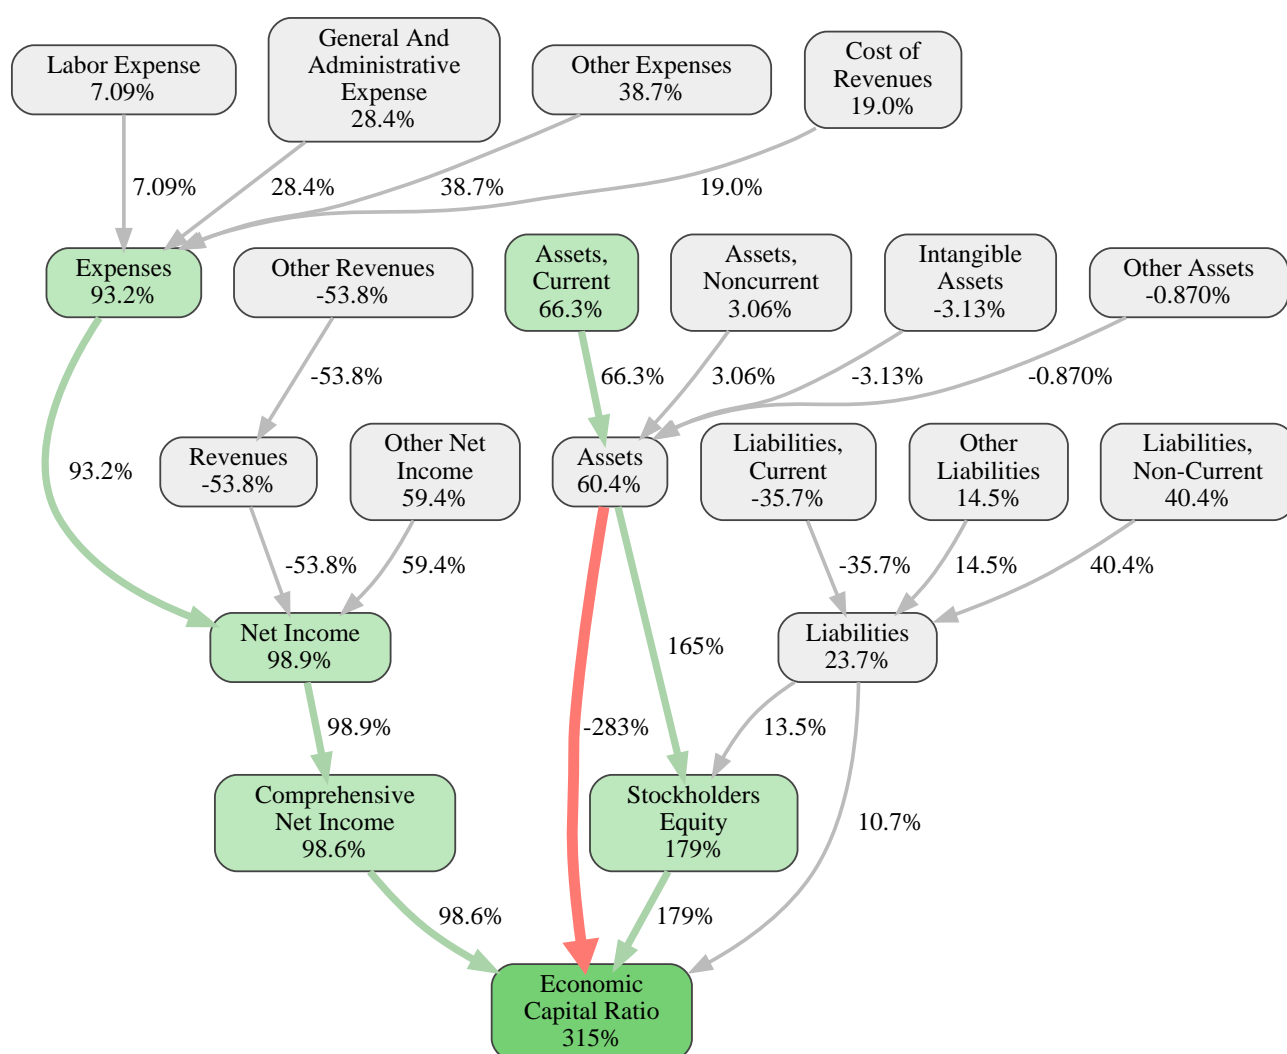 Labor Expense
7.09%
General And
Administrative
Expense
28.4%
Other Expenses
38.7%
Cost of
Revenues
19.0%
7.09%
28.4%
38.7%
19.0%
Expenses
93.2%
Other Revenues
-53.8%
Assets,
Current
66.3%
Assets,
Noncurrent
3.06%
Intangible
Assets
-3.13%
Other Assets
-0.870%
-53.8%
66.3%
3.06%
-3.13%
-0.870%
93.2%
Revenues
-53.8%
Other Net
Income
59.4%
Assets
60.4%
Liabilities,
Current
-35.7%
Other
Liabilities
14.5%
Liabilities,
Non-Current
40.4%
-53.8%
59.4%
-35.7%
14.5%
40.4%
Net Income
98.9%
165%
Liabilities
23.7%
98.9%
-283%
13.5%
Comprehensive
Net Income
98.6%
Stockholders
Equity
179%
10.7%
98.6%
179%
Economic
Capital Ratio
315%